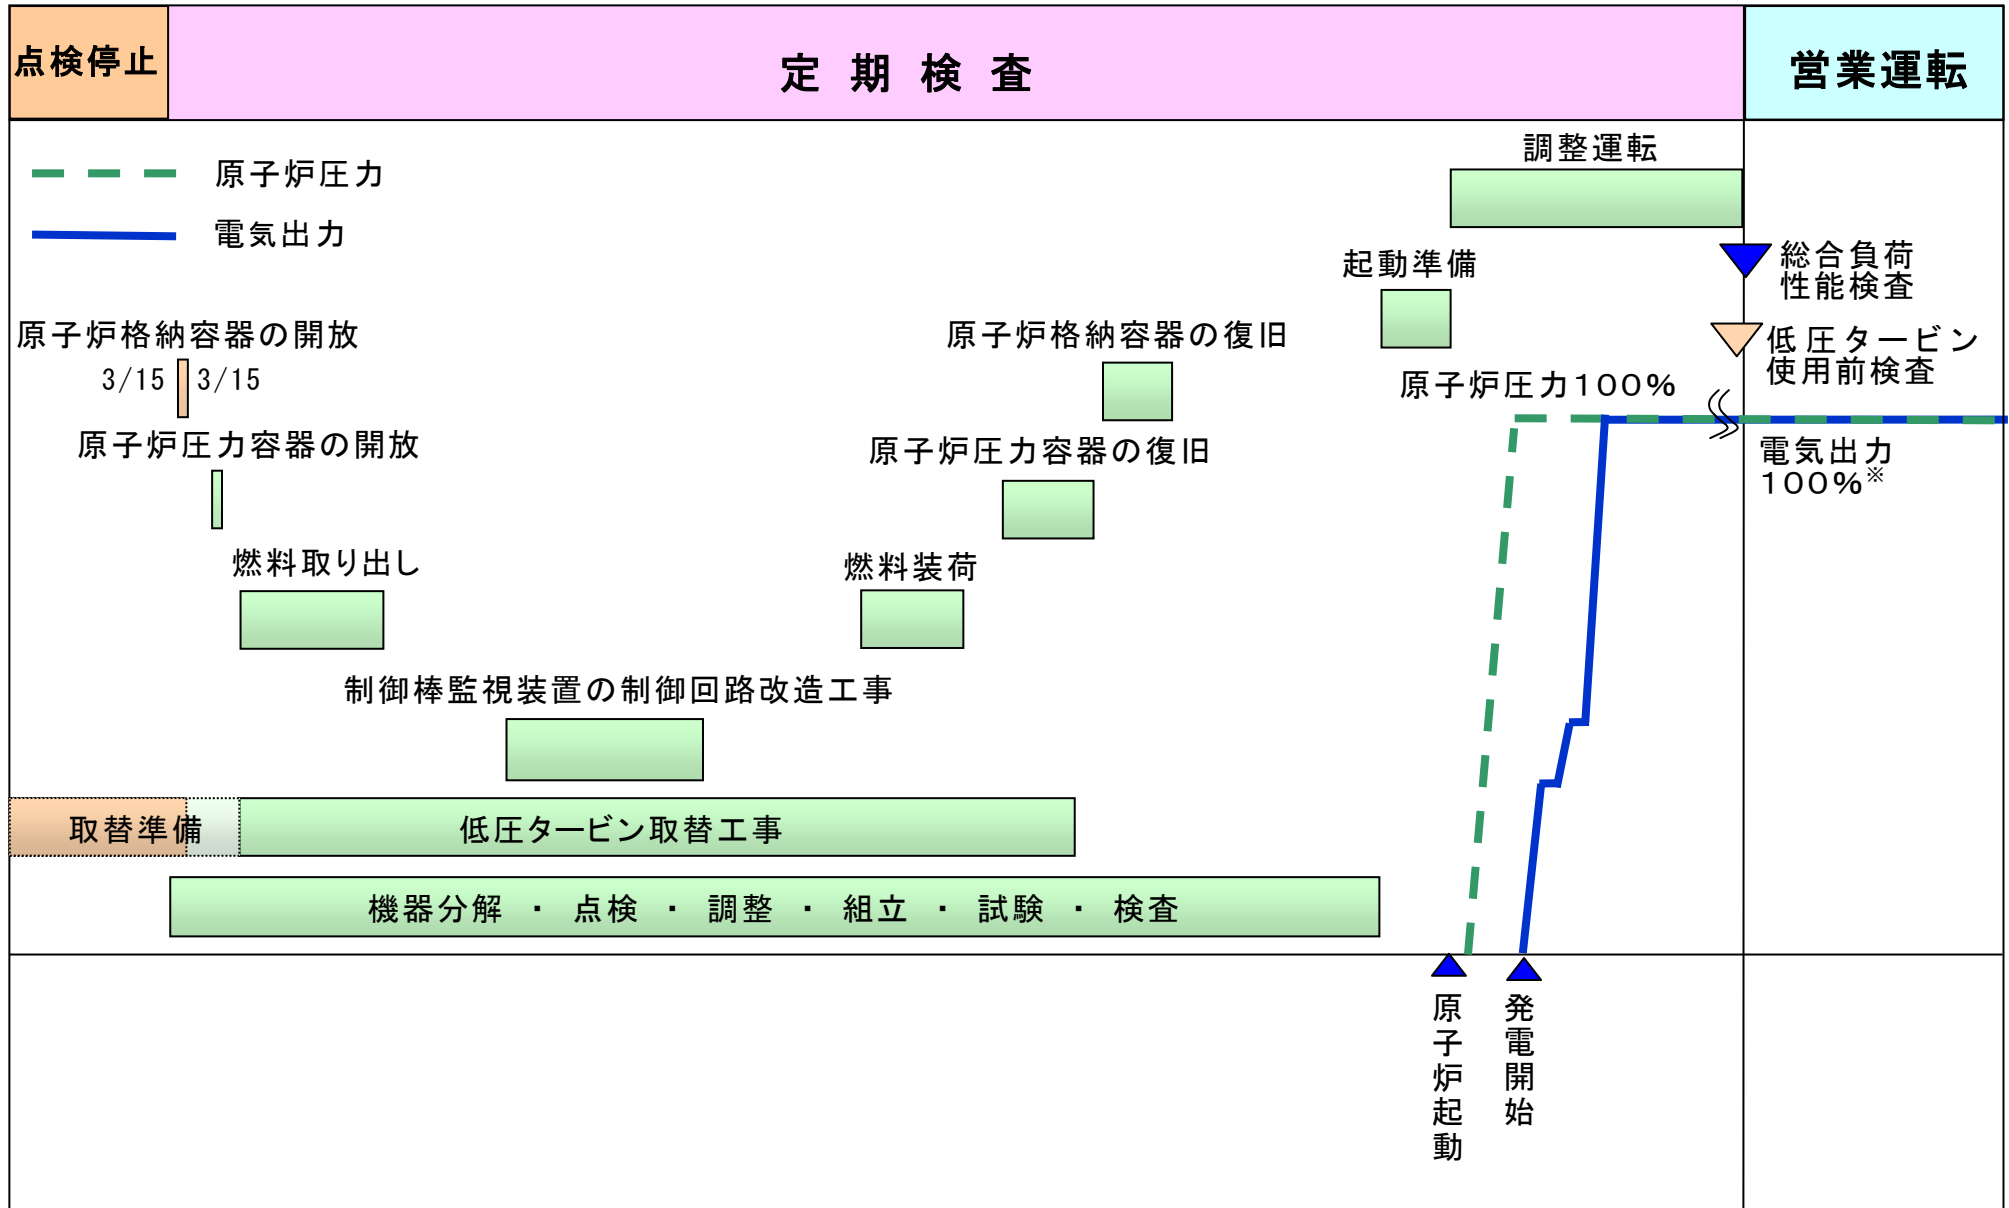 点検停止
定期検査
営業運転
原子炉圧力
電気出力
調整運転
起動準備
総合負荷
性能検査
低圧タービン
使用前検査
原子炉格納容器の開放
3/15
3/15
原子炉格納容器の復旧
原子炉圧力100%
原子炉圧力容器の開放
原子炉圧力容器の復旧
電気出力
100%※
燃料取り出し
燃料装荷
制御棒監視装置の制御回路改造工事
取替準備
低圧タービン取替工事
機器分解・点検・調整・組立・試験・検査
原子炉起動
発電開始